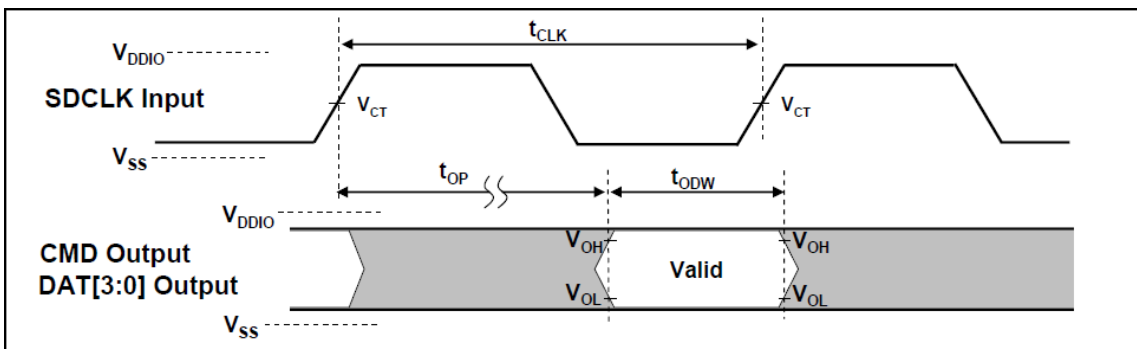 t_CLK
V_DDIO
SDCLK Input
V_CT V_CT
V_SS
t_OP t_ODW
V_DDIO
CMD Output
DAT[3:0] Output
V_OH V_OH
Valid
V_OL V_OL
V_SS